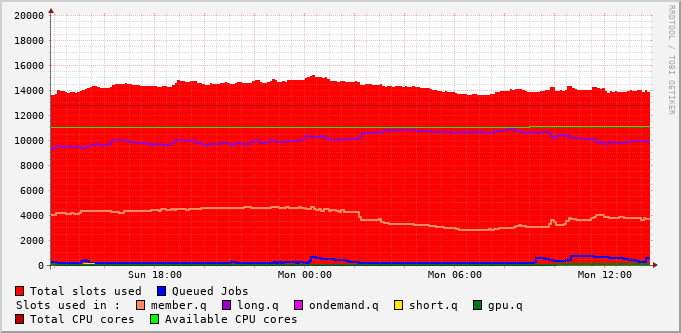 20000
18000
16000
14000
12000
10000
8000
6000
4000
2000
0
Sun 18:00 Mon 00:00 Mon 06:00 Mon 12:00
RRDTOOL / TOBI OETIKER
Total slots used Queued Jobs
Slots used in : member.q long.q ondemand.q short.q gpu.q
Total CPU cores Available CPU cores